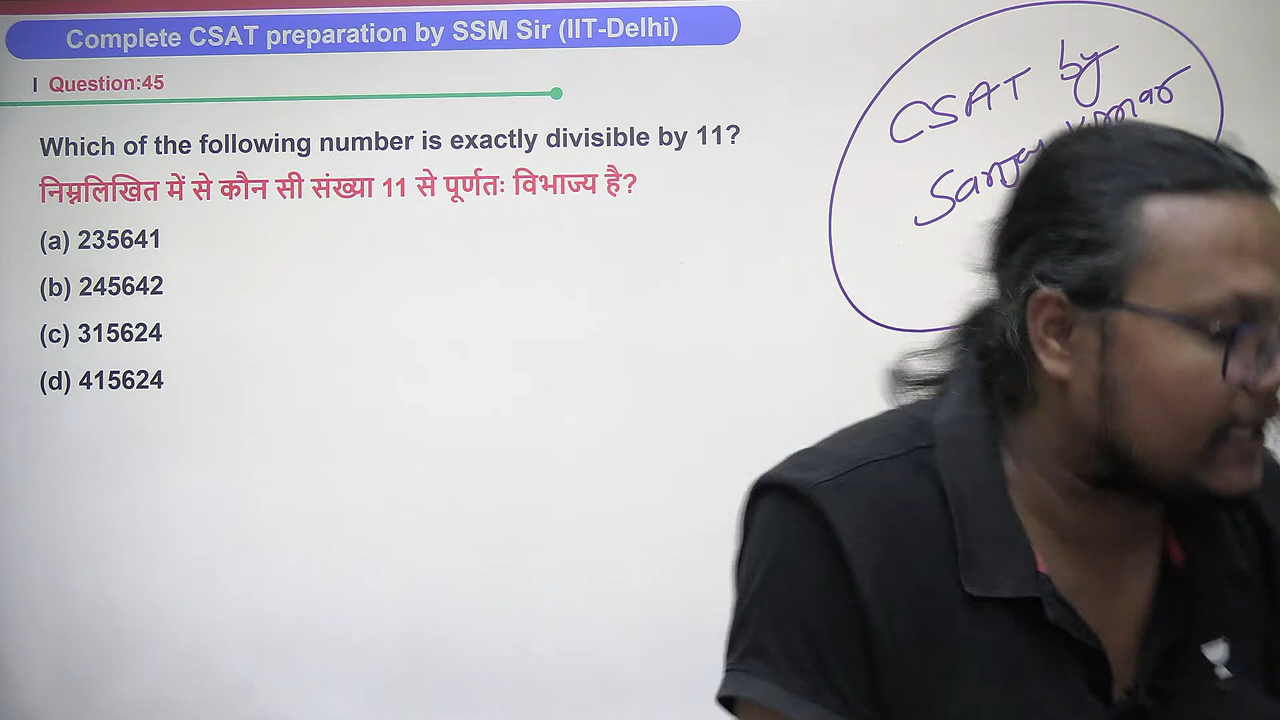 Complete CSAT preparation by SSM Sir (IIT-Delhi)
Question:45
Which of the following number is exactly divisible by 11?
निम्नलिखित में से कौन सी संख्या 11 से पूर्णतः विभाज्य है?
(a) 235641
(b) 245642
(c) 315624
(d) 415624
CSAT by
Kumar